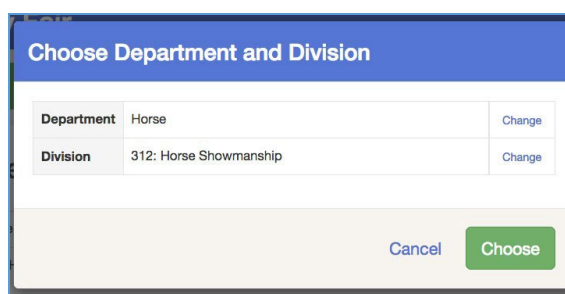 Choose Department and Division
Department Horse Change
Division 312: Horse Showmanship Change
Cancel Choose